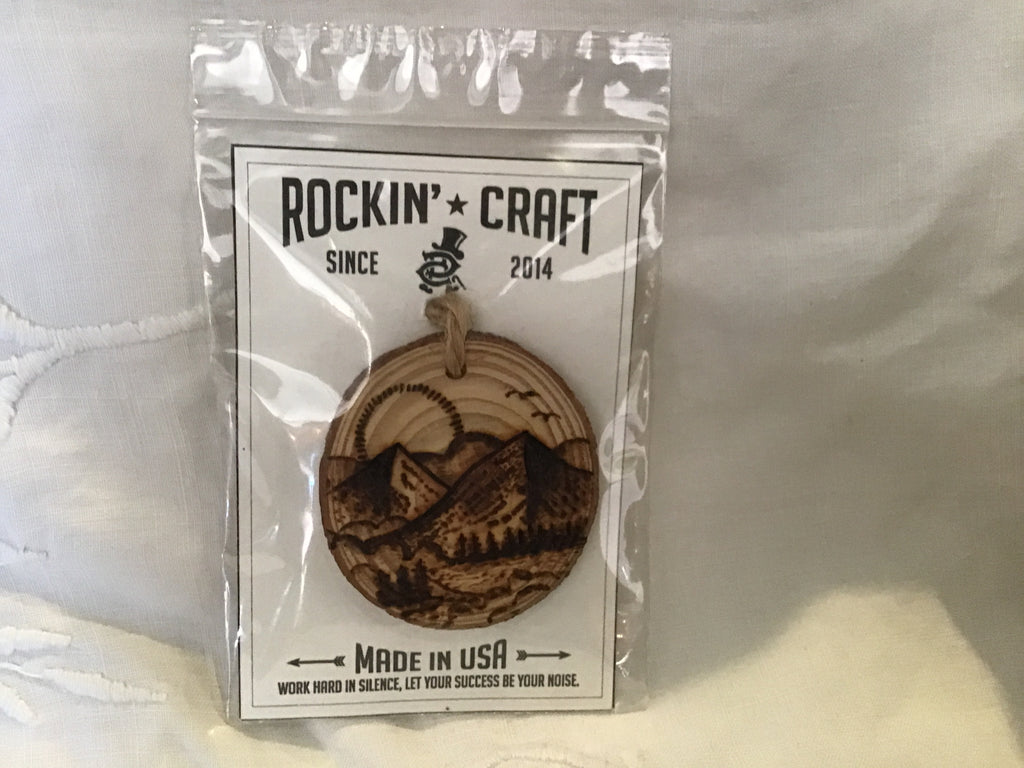 ROCKIN' ★ CRAFT
SINCE 2014
MADE IN USA
WORK HARD IN SILENCE, LET YOUR SUCCESS BE YOUR NOISE.